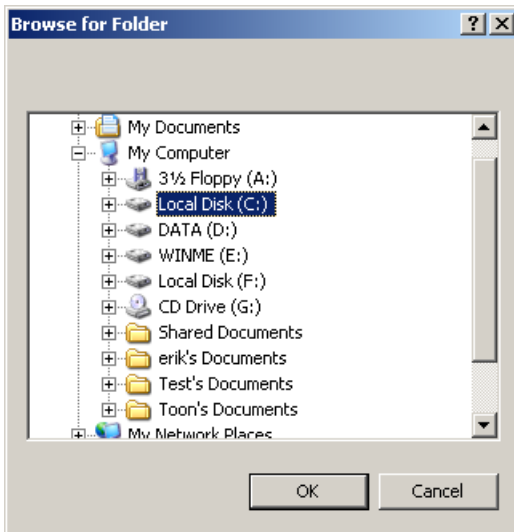 Browse for Folder
My Documents
My Computer
3½ Floppy (A:)
Local Disk (C:)
DATA (D:)
WINME (E:)
Local Disk (F:)
CD Drive (G:)
Shared Documents
erik's Documents
Test's Documents
Toon's Documents
My Network Places
OK Cancel